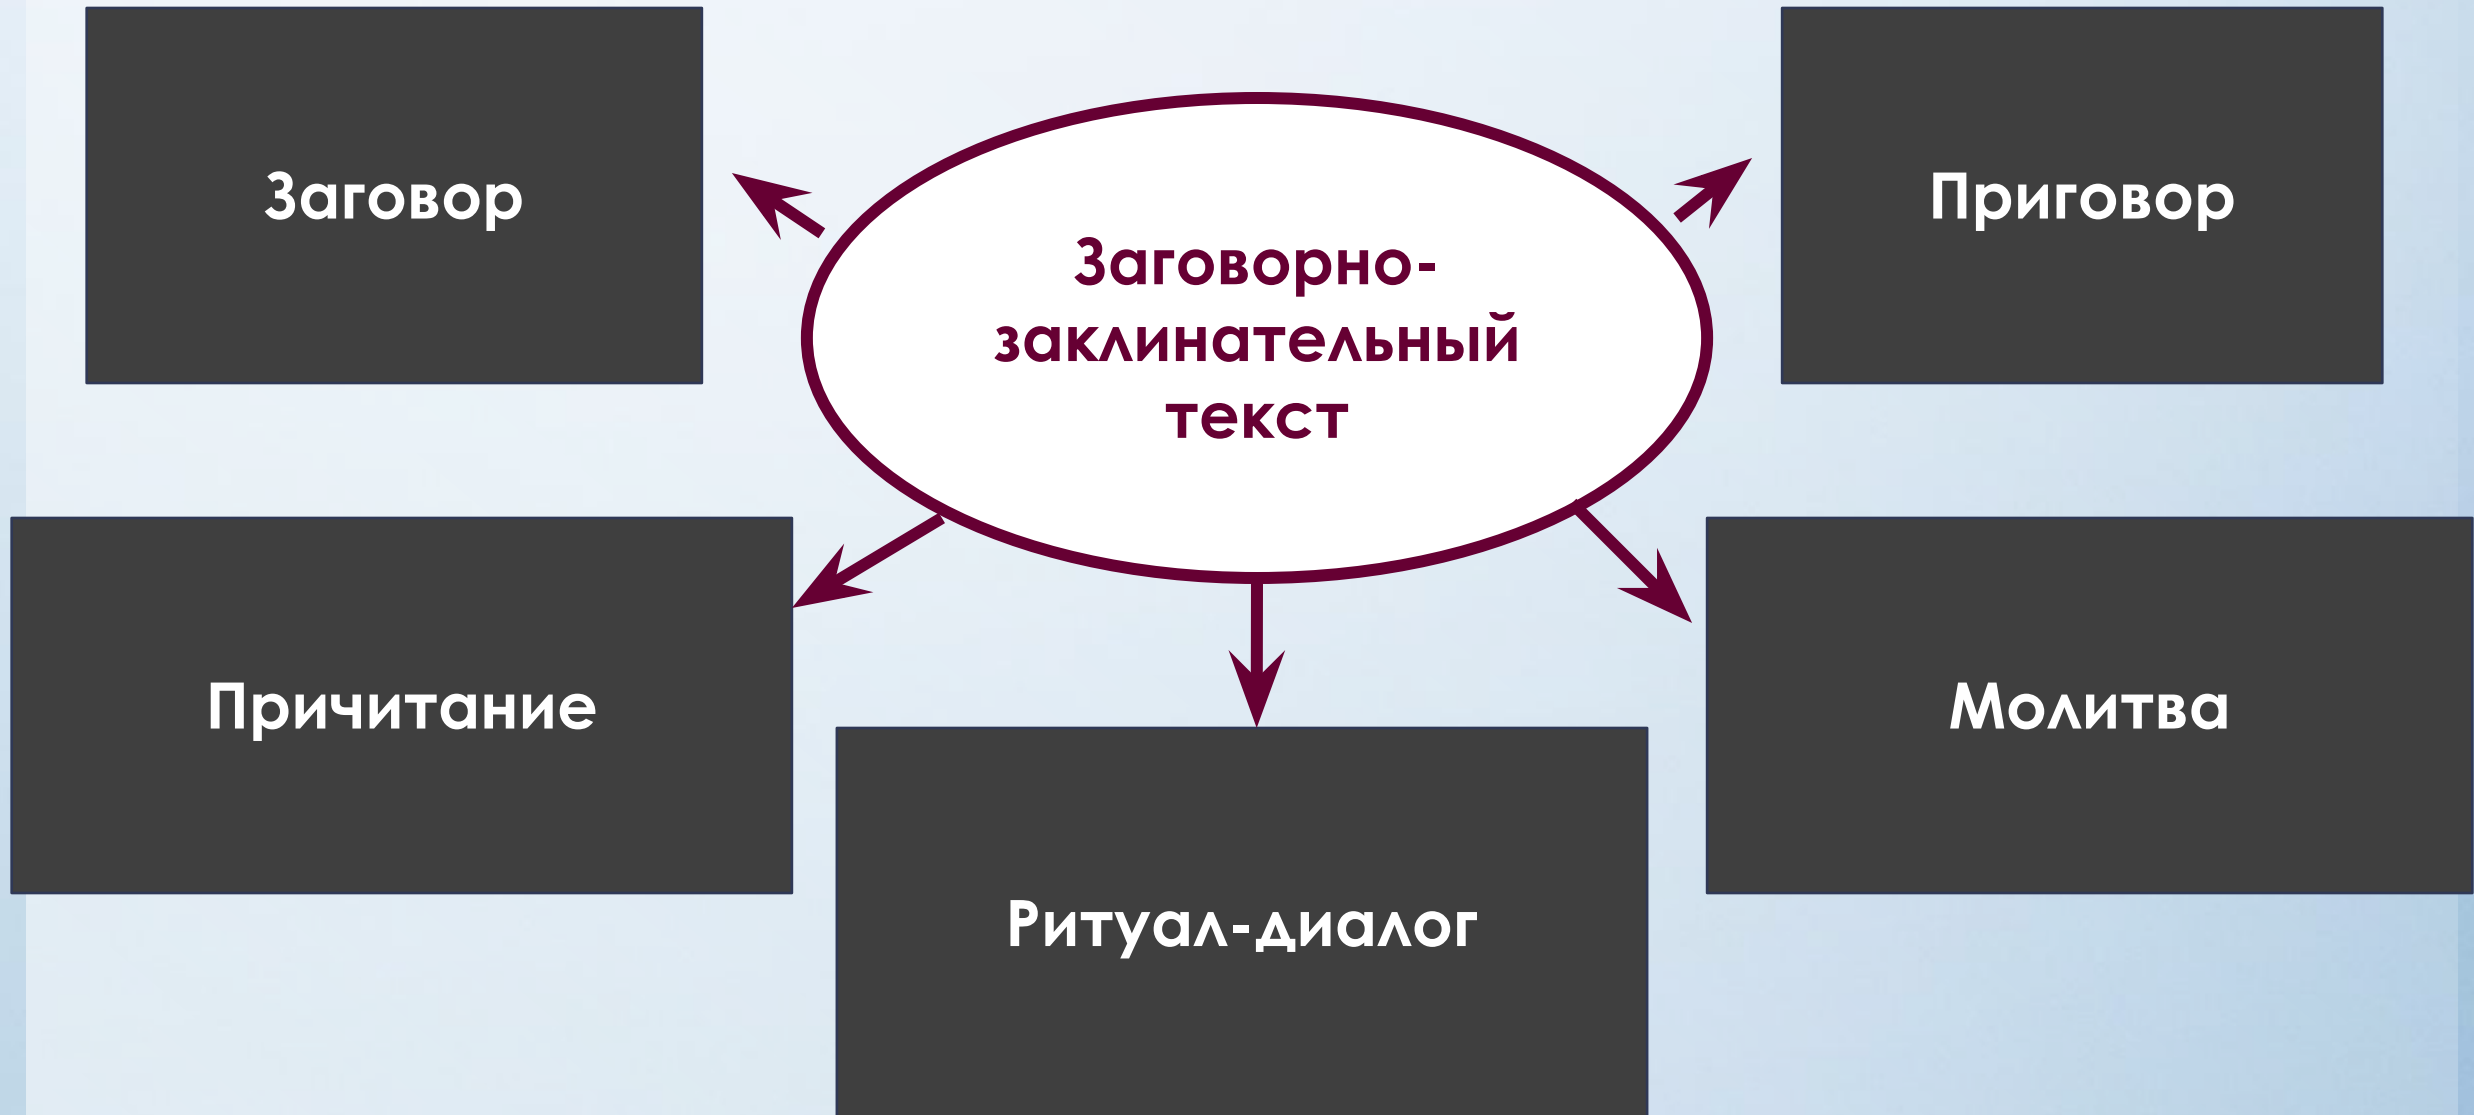 Заговор
Приговор
Заговорно-
заклинательный
текст
Причитание
Молитва
Ритуал-диалог